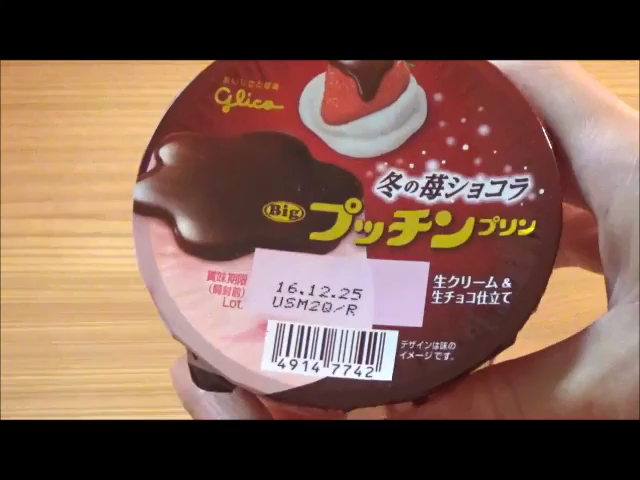 おいしさと健康
Glico
冬の苺ショコラ
Big プッチンプリン
賞味期限
(開封前)
Lot.
16.12.25
USM2Q/R
生クリーム&
生チョコ仕立て
デザインは味の
イメージです。
4914 7742